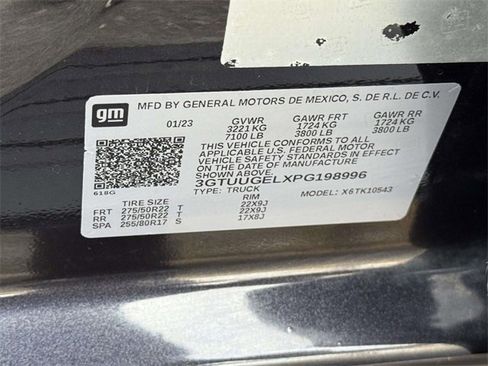 gm
MFD BY GENERAL MOTORS DE MEXICO, S. DE R.L. DE C.V.
01/23 GVWR GAWR FRT GAWR RR
3221 KG 1724 KG 1724 KG
7100 LB 3800 LB 3800 LB
THIS VEHICLE CONFORMS TO ALL
APPLICABLE U.S. FEDERAL MOTOR
VEHICLE SAFETY STANDARDS IN EFFECT ON THE
DATE OF MANUFACTURE
3GTUUGELXPG198996
TYPE: TRUCK MODEL: X6TK10543
618G
TIRE SIZE RIM
FRT 275/50R22 T 22X9J
RR 275/50R22 T 22X9J
SPA 255/80R17 S 17X8J